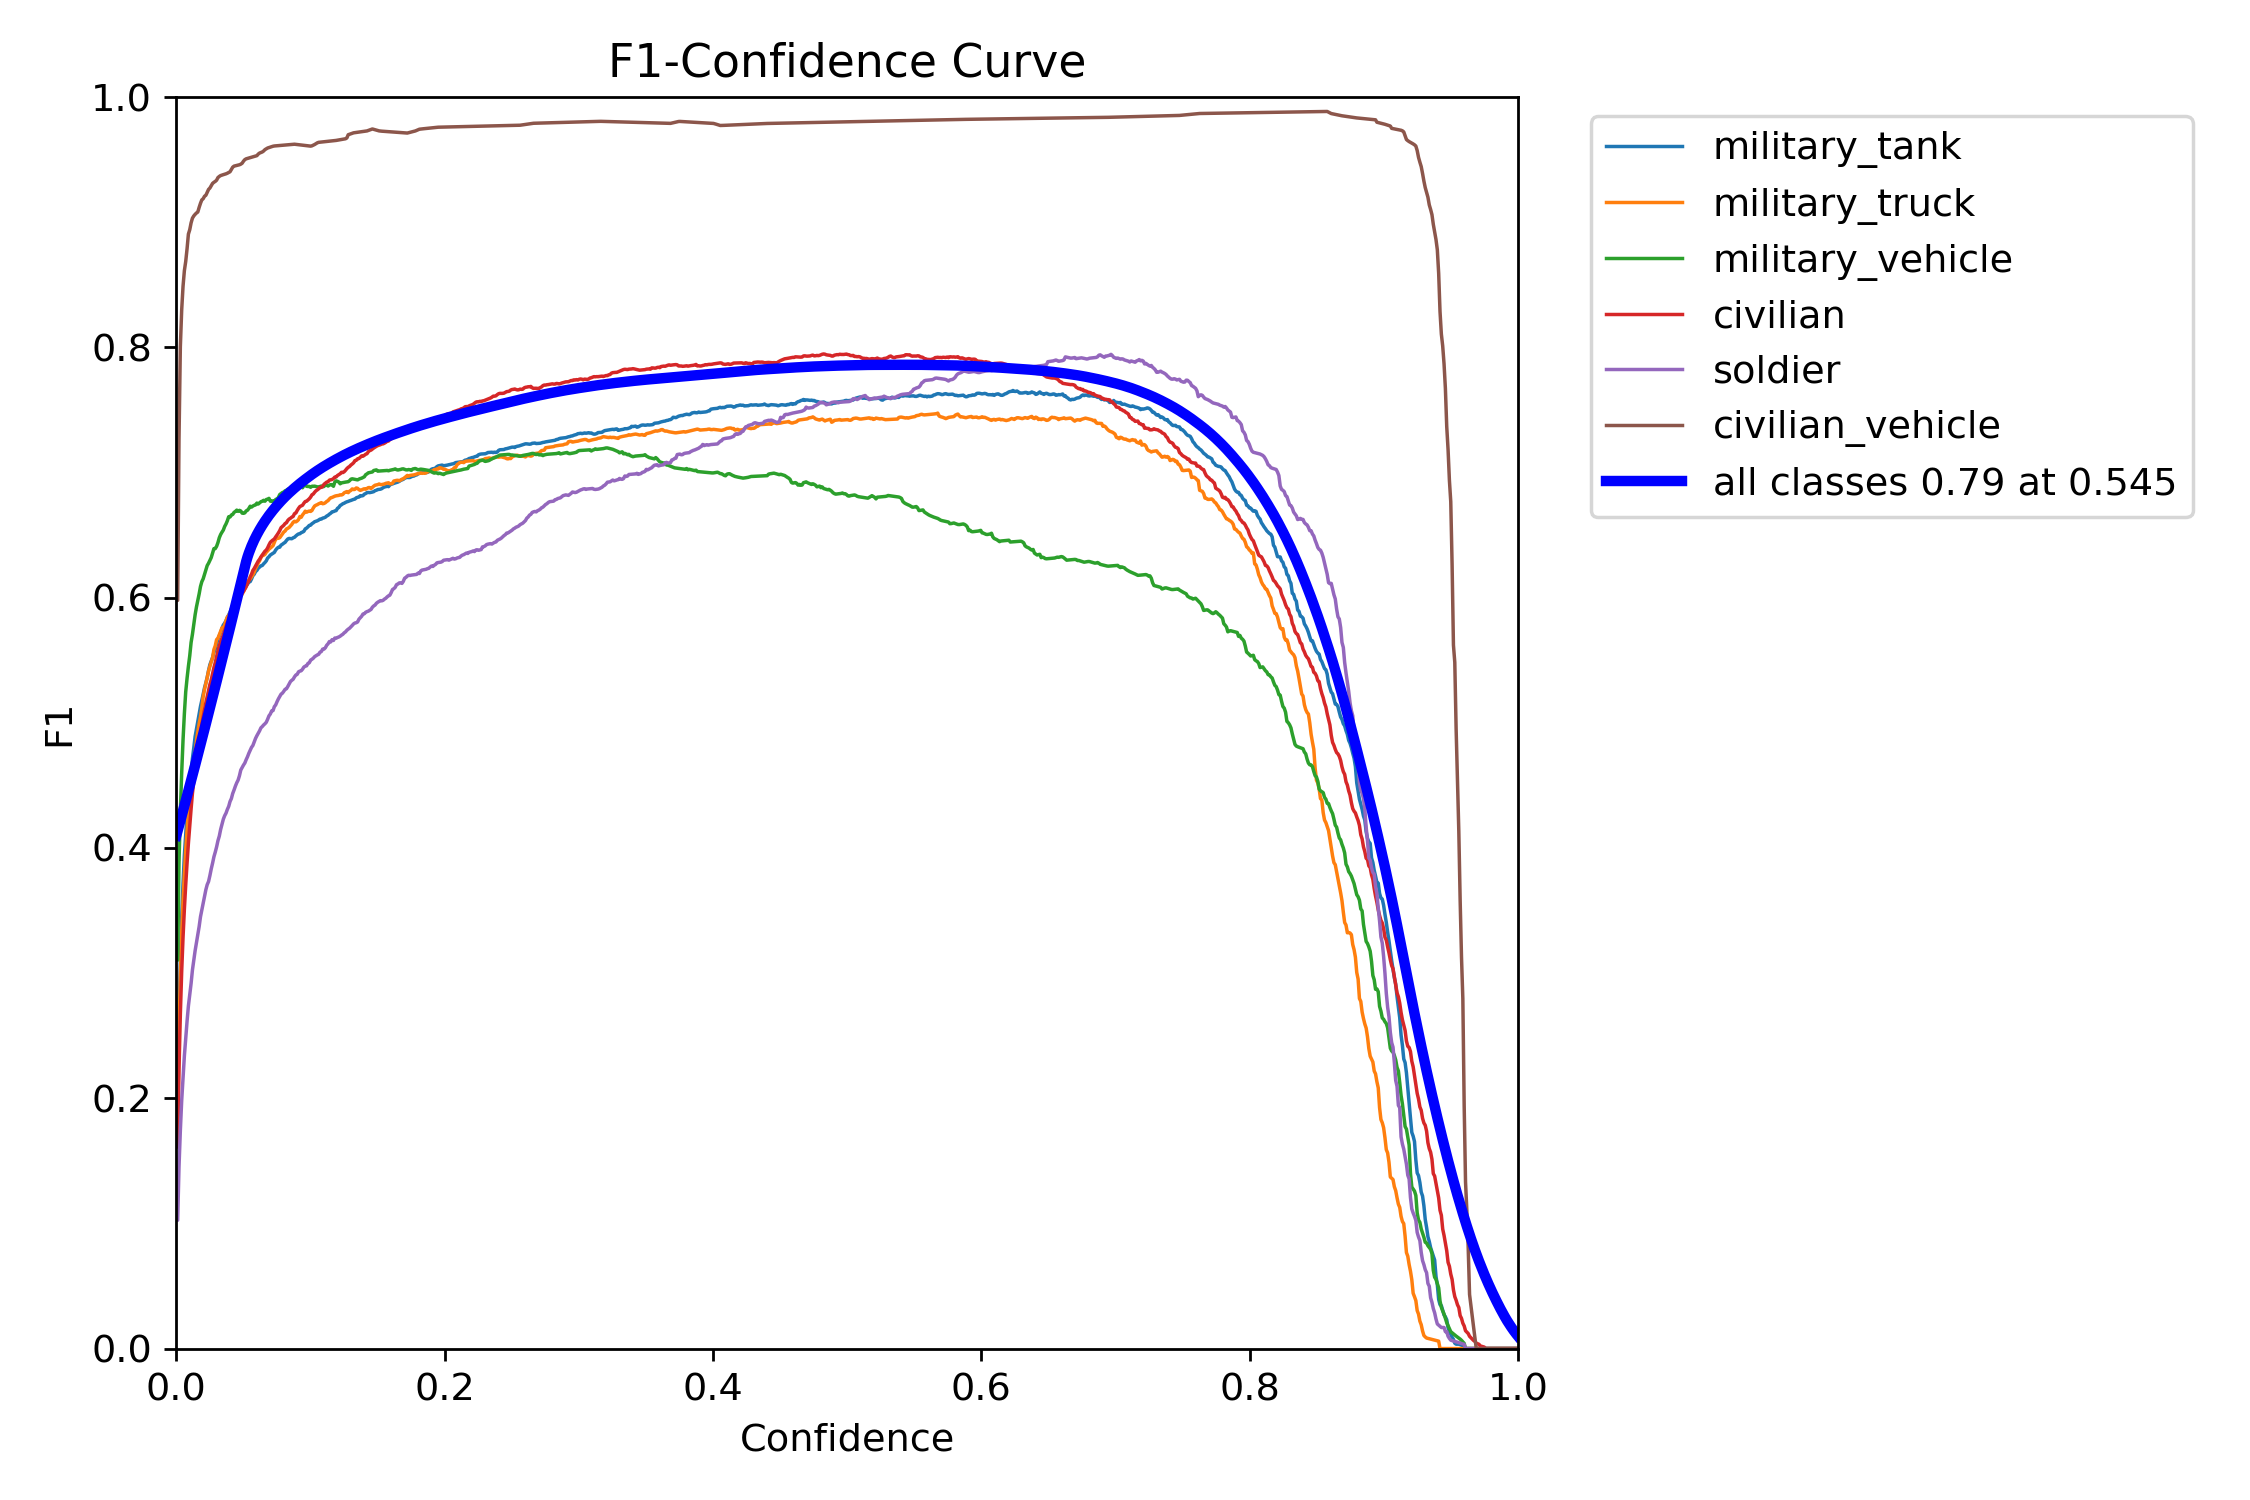 F1-Confidence Curve
1.0
0.8
0.6
0.4
0.2
0.0
F1
0.0 0.2 0.4 0.6 0.8 1.0
Confidence
military_tank
military_truck
military_vehicle
civilian
soldier
civilian_vehicle
all classes 0.79 at 0.545